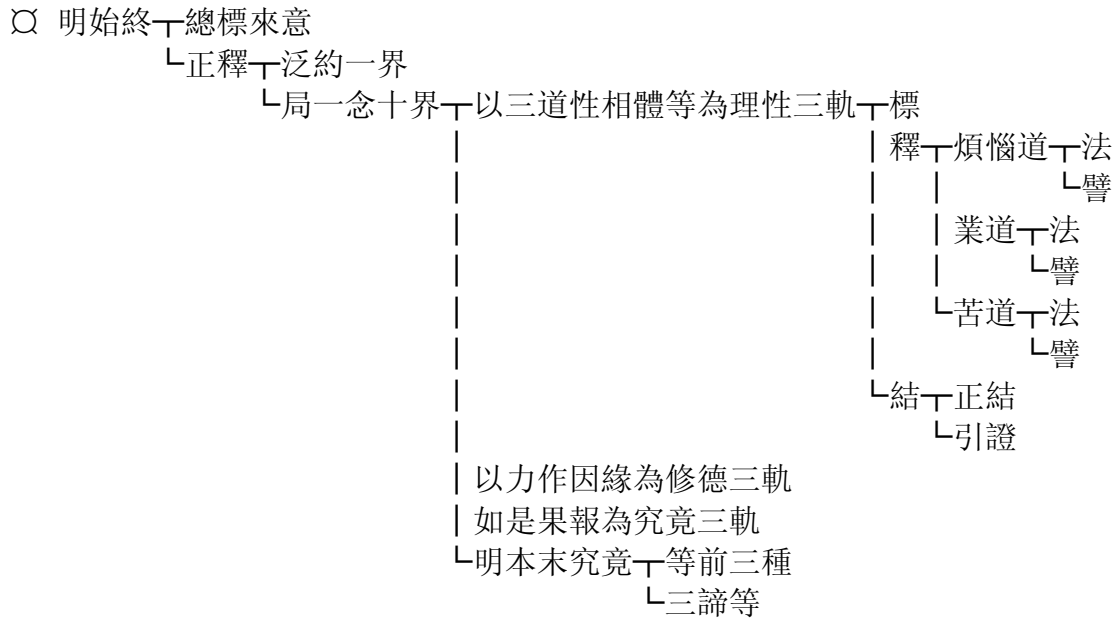 ¤ 明始終┬總標來意
└正釋┬泛約一界
└局一念十界┬以三道性相體等為理性三軌┬標
│ │釋┬煩惱道┬法
│ │ │ └譬
│ │ │業道┬法
│ │ │ └譬
│ │ └苦道┬法
│ │ └譬
│ └結┬正結
│ └引證
│以力作因緣為修德三軌
│如是果報為究竟三軌
└明本末究竟┬等前三種
└三諦等